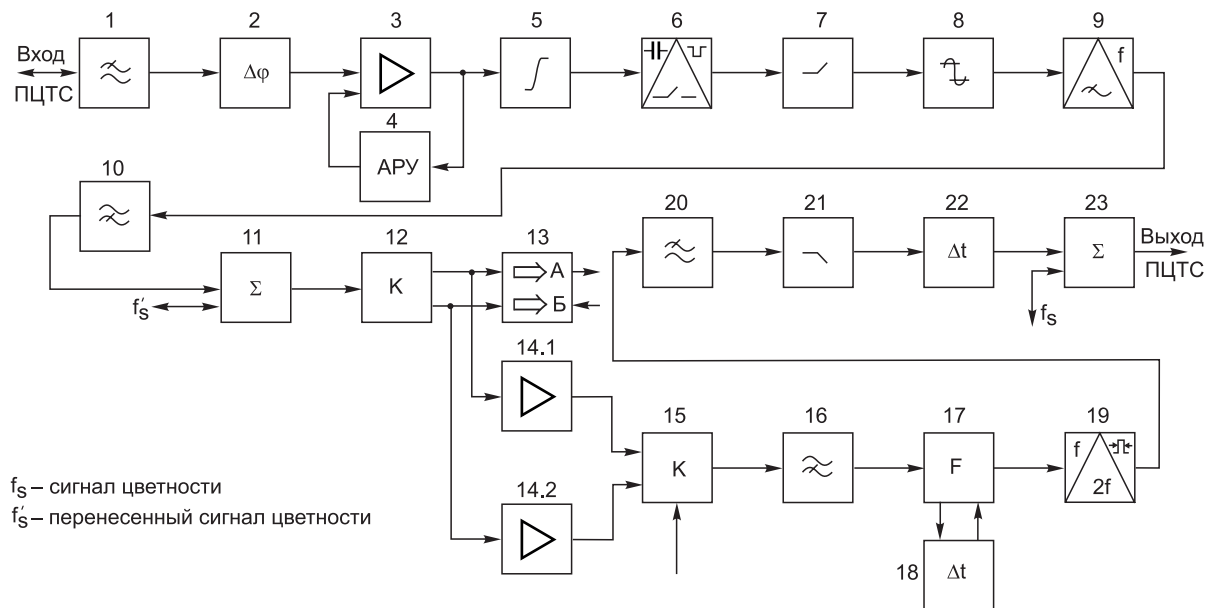 1 2 3 5 6 7 8 9
Вход
ПЦТС
Δφ
f
4
АРУ
10
11 12 13 20 21 22 23
Выход
ПЦТС
Σ
K
А
Б
Δt
Σ
f's
fs
14.1
15 16 17 19
K
F
f
2f
14.2
18
Δt
fs – сигнал цветности
f's – перенесенный сигнал цветности